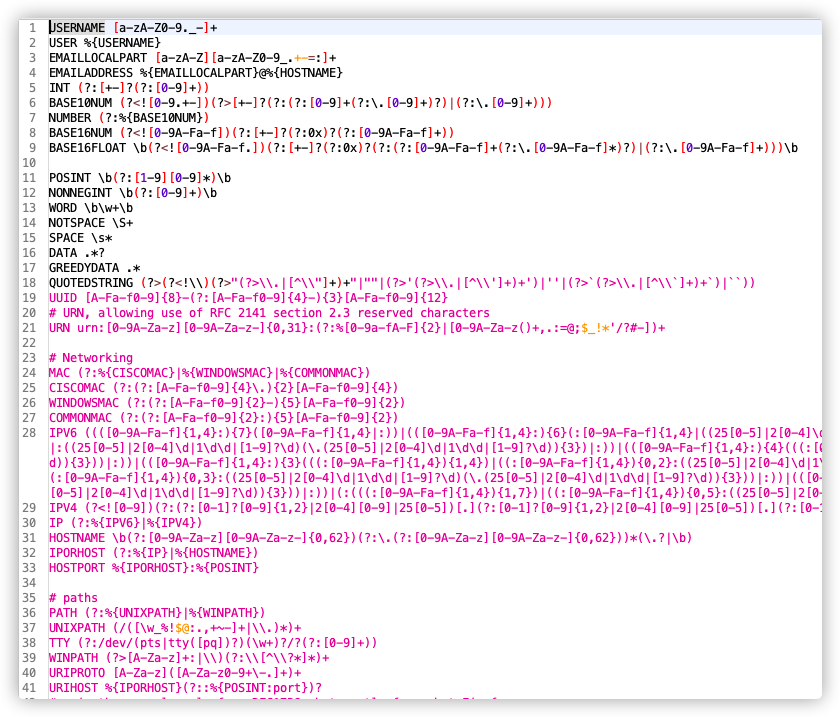 1 USERNAME [a-zA-Z0-9._-]+
2 USER %{USERNAME}
3 EMAILLOCALPART [a-zA-Z][a-zA-Z0-9_.+-=:]+
4 EMAILADDRESS %{EMAILLOCALPART}@%{HOSTNAME}
5 INT (?:[+-]?(?:[0-9]+))
6 BASE10NUM (?<![0-9.+-])(?>[+-]?(?:(?:[0-9]+(?:\.[0-9]+)?)|(?:\.[0-9]+)))
7 NUMBER (?:%{BASE10NUM})
8 BASE16NUM (?<![0-9A-Fa-f])(?:[+-]?(?:0x)?(?:[0-9A-Fa-f]+))
9 BASE16FLOAT \b(?<![0-9A-Fa-f.])(?:[+-]?(?:0x)?(?:(?:[0-9A-Fa-f]+(?:\.[0-9A-Fa-f]*)?)|(?:\.[0-9A-Fa-f]+)))\b
10
11 POSINT \b(?:[1-9][0-9]*)\b
12 NONNEGINT \b(?:[0-9]+)\b
13 WORD \b\w+\b
14 NOTSPACE \S+
15 SPACE \s*
16 DATA .*?
17 GREEDYDATA .*
18 QUOTEDSTRING (?>(?<!\\)(?>"(?>\\.|[^\\"]+)+"|""|(?>'(?>\\.|[^\\']+)+')|''|(?>`(?>\\.|[^\\`]+)+`)|``))
19 UUID [A-Fa-f0-9]{8}-(?:[A-Fa-f0-9]{4}-){3}[A-Fa-f0-9]{12}
20 # URN, allowing use of RFC 2141 section 2.3 reserved characters
21 URN urn:[0-9A-Za-z][0-9A-Za-z-]{0,31}:(?:%[0-9a-fA-F]{2}|[0-9A-Za-z()+,.:=@;$_!*'/?#-])+
22
23 # Networking
24 MAC (?:%{CISCOMAC}|%{WINDOWSMAC}|%{COMMONMAC})
25 CISCOMAC (?:(?:[A-Fa-f0-9]{4}\.){2}[A-Fa-f0-9]{4})
26 WINDOWSMAC (?:(?:[A-Fa-f0-9]{2}-){5}[A-Fa-f0-9]{2})
27 COMMONMAC (?:(?:[A-Fa-f0-9]{2}:){5}[A-Fa-f0-9]{2})
28 IPV6 ((([0-9A-Fa-f]{1,4}:){7}([0-9A-Fa-f]{1,4}|:))|(([0-9A-Fa-f]{1,4}:){6}(:[0-9A-Fa-f]{1,4}|((25[0-5]|2[0-4]\d
|:((25[0-5]|2[0-4]\d|1\d\d|[1-9]?\d)(\.(25[0-5]|2[0-4]\d|1\d\d|[1-9]?\d)){3})|:))|(([0-9A-Fa-f]{1,4}:){4}(((:[
d)){3}))|:))|(([0-9A-Fa-f]{1,4}:){3}(((:[0-9A-Fa-f]{1,4}){1,4})|((:[0-9A-Fa-f]{1,4}){0,2}:((25[0-5]|2[0-4]\d|1\
(:[0-9A-Fa-f]{1,4}){0,3}:((25[0-5]|2[0-4]\d|1\d\d|[1-9]?\d)(\.(25[0-5]|2[0-4]\d|1\d\d|[1-9]?\d)){3}))|:))|(([0-
[0-5]|2[0-4]\d|1\d\d|[1-9]?\d)){3}))|:))|(:(((:[0-9A-Fa-f]{1,4}){1,7})|((:[0-9A-Fa-f]{1,4}){0,5}:((25[0-5]|2[0-
29 IPV4 (?<![0-9])(?:(?:[0-1]?[0-9]{1,2}|2[0-4][0-9]|25[0-5])[.](?:[0-1]?[0-9]{1,2}|2[0-4][0-9]|25[0-5])[.](?:[0-1
30 IP (?:%{IPV6}|%{IPV4})
31 HOSTNAME \b(?:[0-9A-Za-z][0-9A-Za-z-]{0,62})(?:\.(?:[0-9A-Za-z][0-9A-Za-z-]{0,62}))*(\.?|\b)
32 IPORHOST (?:%{IP}|%{HOSTNAME})
33 HOSTPORT %{IPORHOST}:%{POSINT}
34
35 # paths
36 PATH (?:%{UNIXPATH}|%{WINPATH})
37 UNIXPATH (/([\w_%!$@:.,+~-]+|\\.)*)+
38 TTY (?:/dev/(pts|tty([pq])?)(\w+)?/?(?:[0-9]+))
39 WINPATH (?>[A-Za-z]+:|\\)(?:\\[^\\?*]*)+
40 URIPROTO [A-Za-z]([A-Za-z0-9+\-.]+)+
41 URIHOST %{IPORHOST}(?::%{POSINT:port})?